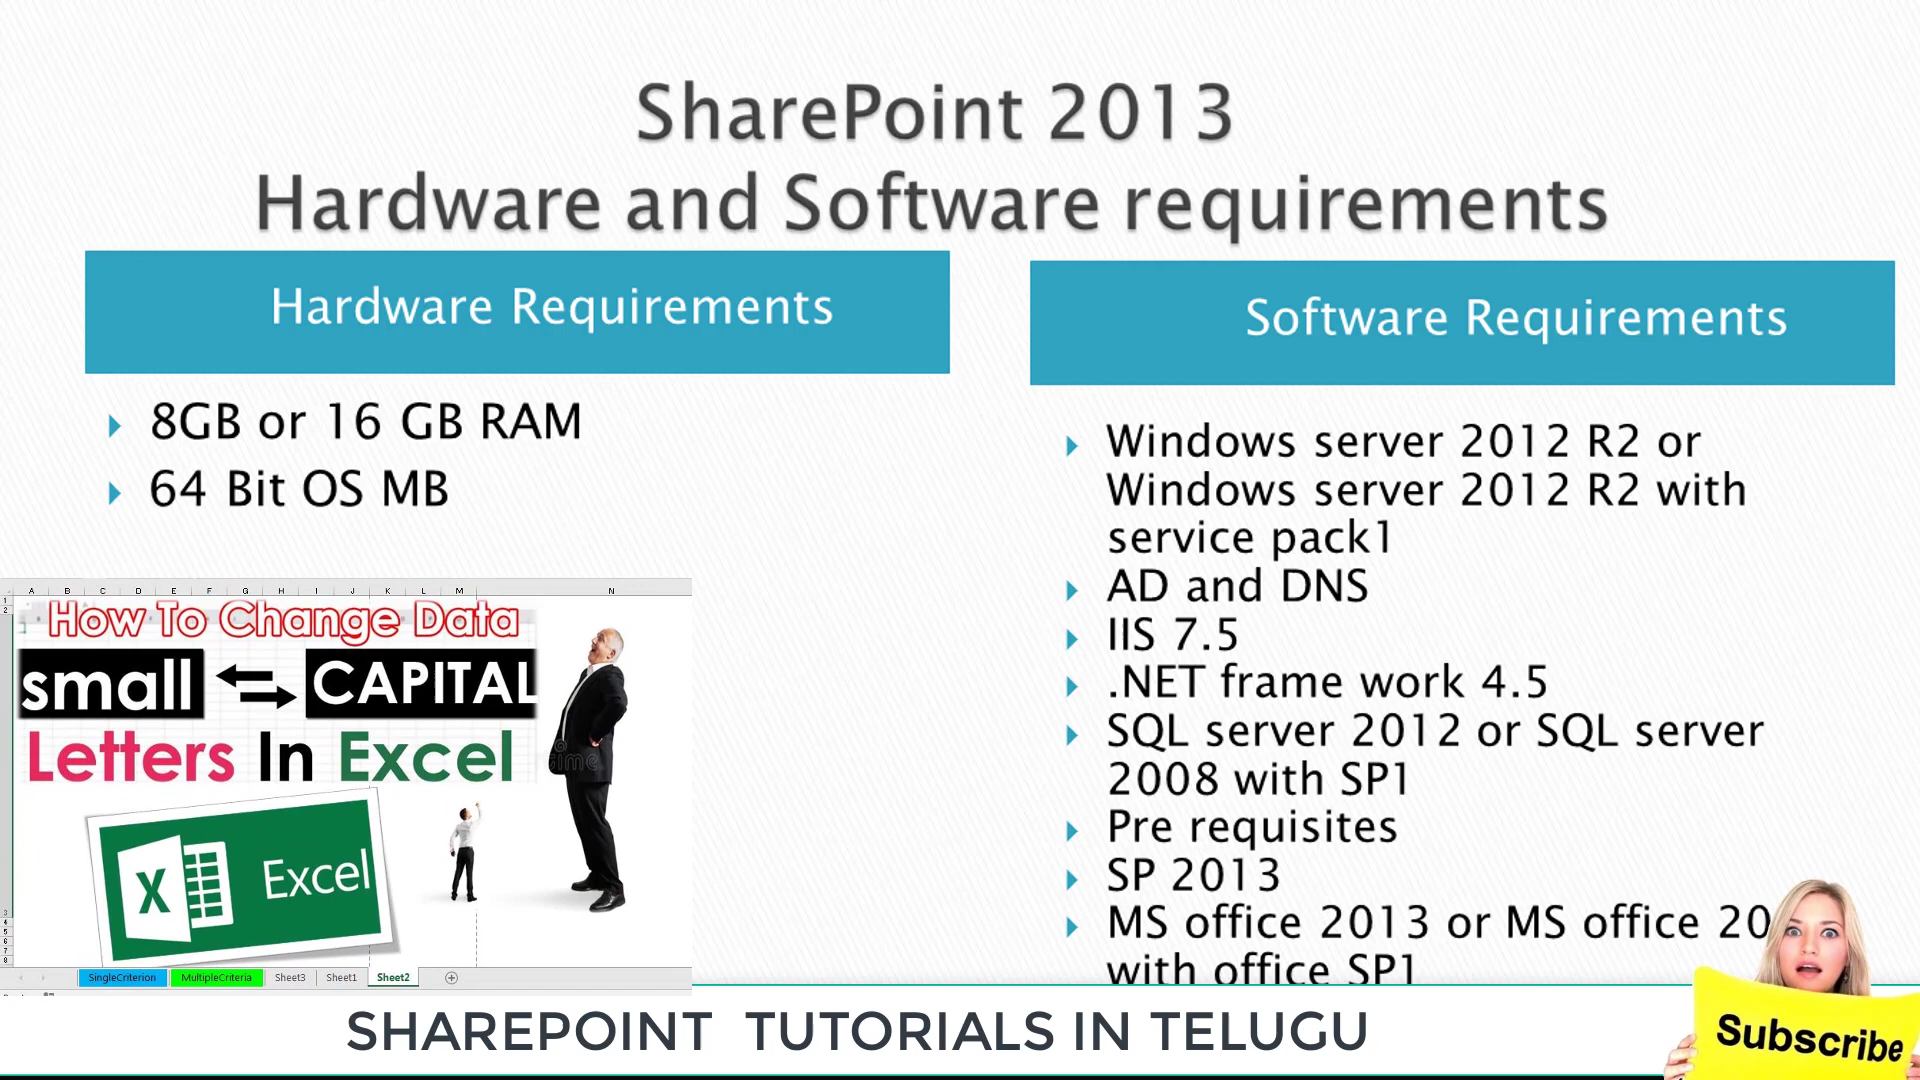 SharePoint 2013
Hardware and Software requirements
Hardware Requirements
8GB or 16 GB RAM
64 Bit OS MB
Software Requirements
Windows server 2012 R2 or
Windows server 2012 R2 with
service pack1
AD and DNS
IIS 7.5
.NET frame work 4.5
SQL server 2012 or SQL server
2008 with SP1
Pre requisites
SP 2013
MS office 2013 or MS office 20
with office SP1
A B C D E F G H I J K L M N
How To Change Data
small CAPITAL
Letters In Excel
X Excel
SingleCriterion MultipleCriteria Sheet3 Sheet1 Sheet2
SHAREPOINT TUTORIALS IN TELUGU
Subscribe